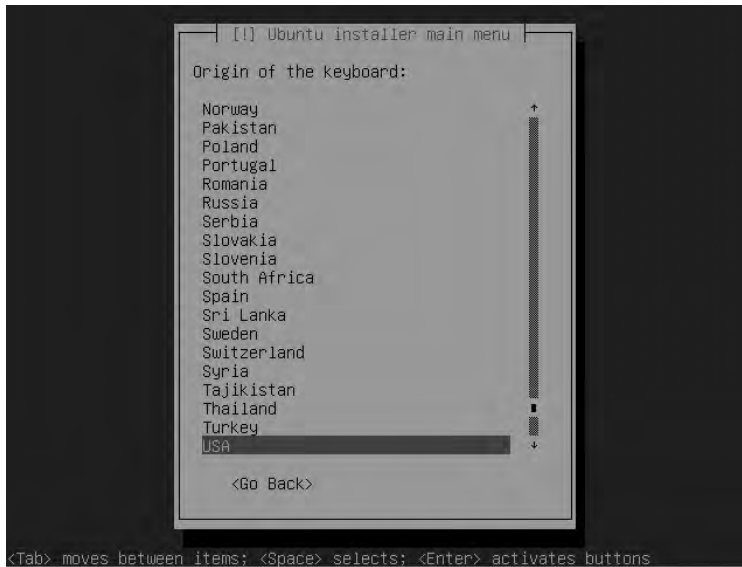 [!] Ubuntu installer main menu
Origin of the keyboard:
Norway
Pakistan
Poland
Portugal
Romania
Russia
Serbia
Slovakia
Slovenia
South Africa
Spain
Sri Lanka
Sweden
Switzerland
Syria
Tajikistan
Thailand
Turkey
USA
<Go Back>
<Tab> moves between items; <Space> selects; <Enter> activates buttons